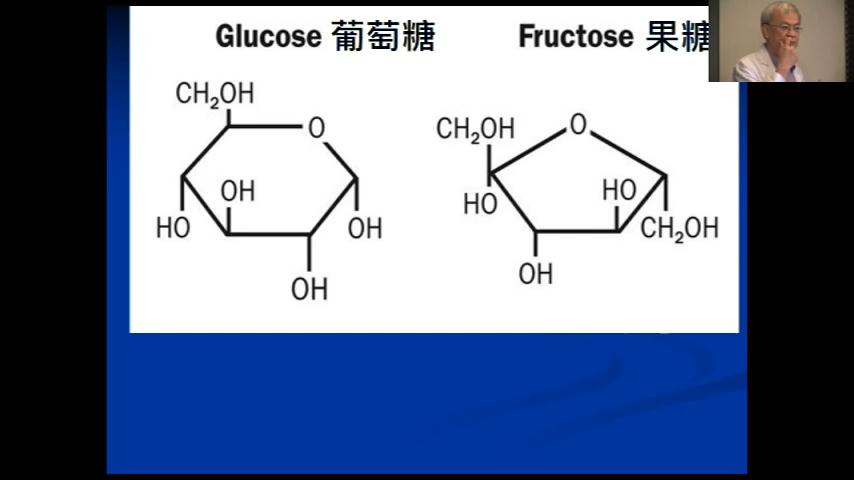 Glucose 葡萄糖
Fructose 果糖
CH₂OH
O
OH
HO
OH
OH
CH₂OH
O
HO
HO
CH₂OH
OH